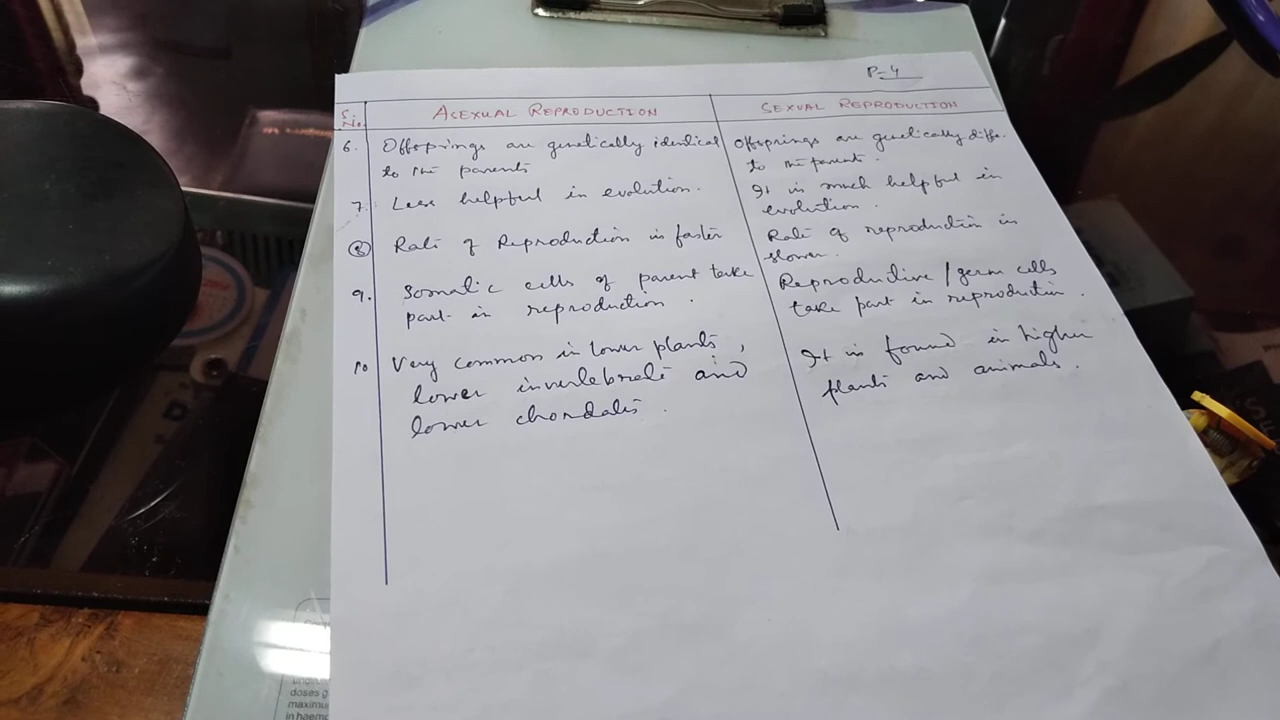 P-4
S.No. ASEXUAL REPRODUCTION SEXUAL REPRODUCTION
6. Offsprings are genetically identical
to the parents
Offsprings are genetically diffe.
to the parent.
7. Less helpful in evolution.
It is much helpful in
evolution.
8 Rate of Reproduction is faster
Rate of reproduction is
slower.
9. Somatic cells of parent take
part in reproduction.
Reproductive/germ cells
take part in reproduction.
10 Very common in lower plants,
lower invertebrate and
lower chordates.
It is found in higher
plants and animals.
doses
maximu
in haem